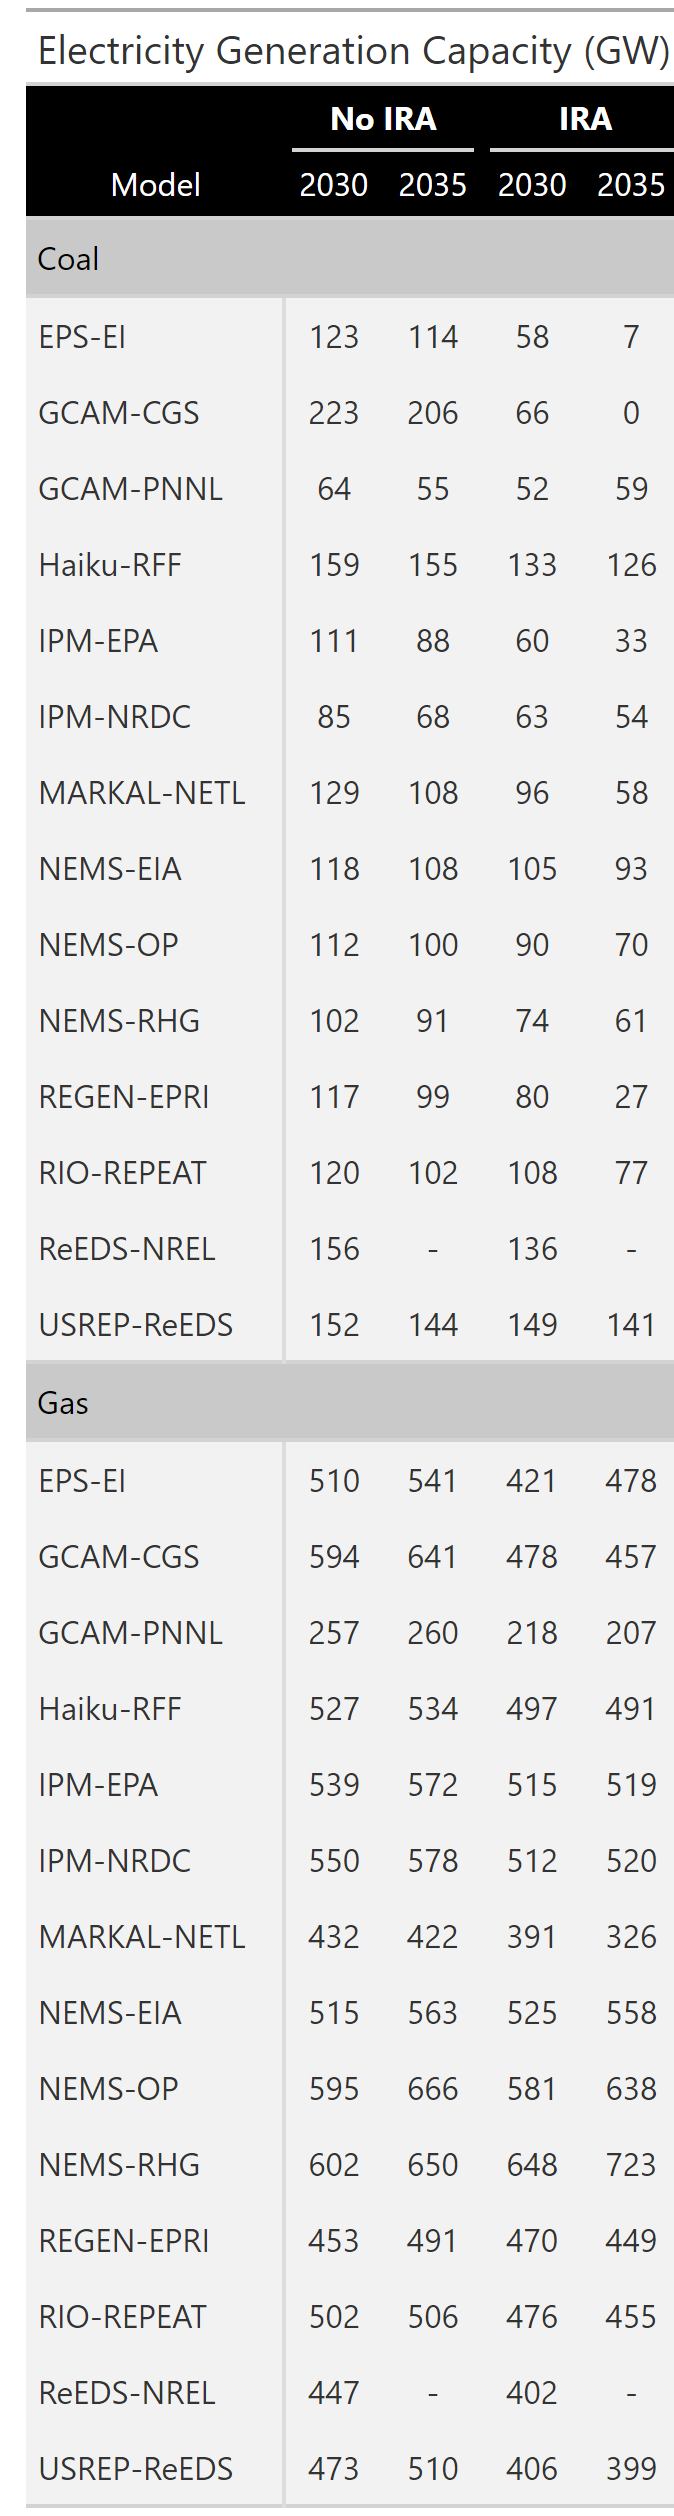 Electricity Generation Capacity (GW)
No IRA IRA
Model 2030 2035 2030 2035
Coal
EPS-EI 123 114 58 7
GCAM-CGS 223 206 66 0
GCAM-PNNL 64 55 52 59
Haiku-RFF 159 155 133 126
IPM-EPA 111 88 60 33
IPM-NRDC 85 68 63 54
MARKAL-NETL 129 108 96 58
NEMS-EIA 118 108 105 93
NEMS-OP 112 100 90 70
NEMS-RHG 102 91 74 61
REGEN-EPRI 117 99 80 27
RIO-REPEAT 120 102 108 77
ReEDS-NREL 156 - 136 -
USREP-ReEDS 152 144 149 141
Gas
EPS-EI 510 541 421 478
GCAM-CGS 594 641 478 457
GCAM-PNNL 257 260 218 207
Haiku-RFF 527 534 497 491
IPM-EPA 539 572 515 519
IPM-NRDC 550 578 512 520
MARKAL-NETL 432 422 391 326
NEMS-EIA 515 563 525 558
NEMS-OP 595 666 581 638
NEMS-RHG 602 650 648 723
REGEN-EPRI 453 491 470 449
RIO-REPEAT 502 506 476 455
ReEDS-NREL 447 - 402 -
USREP-ReEDS 473 510 406 399